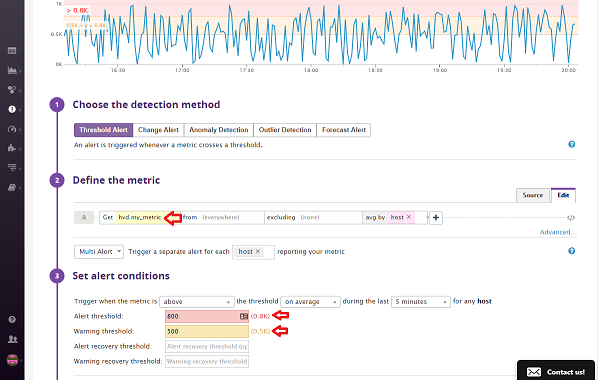 1K
> 0.8K
0.5K < y < 0.8K
0.5K
0K
16:30 17:00 17:30 18:00 18:30 19:00 19:30 20:00
1 Choose the detection method
Threshold Alert Change Alert Anomaly Detection Outlier Detection Forecast Alert
An alert is triggered whenever a metric crosses a threshold. ?
2 Define the metric
Source Edit
a Get hvd.my_metric from (everywhere) excluding (none) avg by host × + </>
Advanced...
Multi Alert Trigger a separate alert for each host × reporting your metric ?
3 Set alert conditions
Trigger when the metric is above the threshold on average during the last 5 minutes for any host
Alert threshold: 800 (0.8K)
Warning threshold: 500 (0.5K)
Alert recovery threshold: Alert recovery threshold (op
Warning recovery threshold: Warning recovery threshold
Contact us!